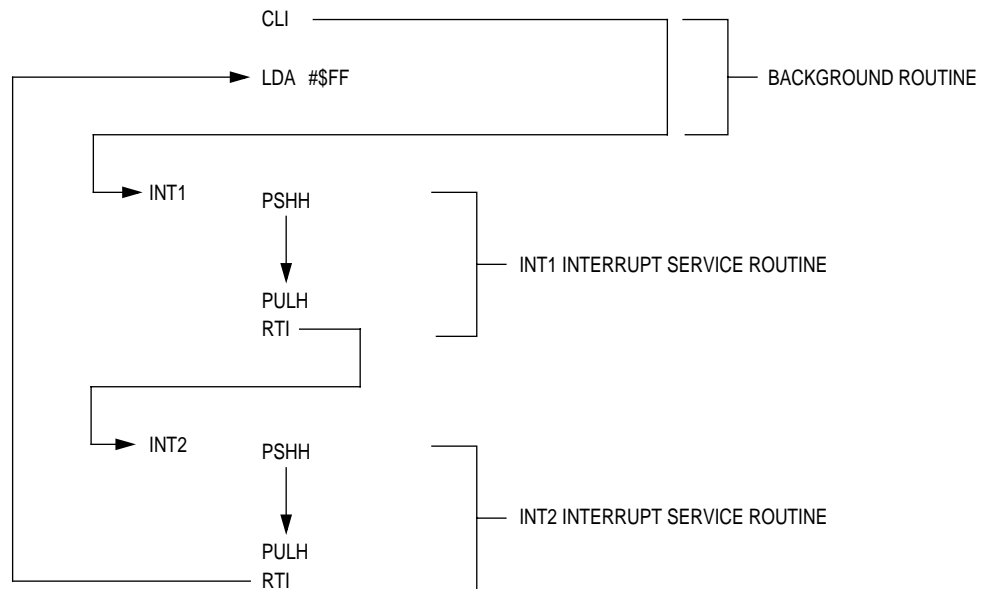 CLI
LDA #$FF
BACKGROUND ROUTINE
INT1
PSHH
INT1 INTERRUPT SERVICE ROUTINE
PULH
RTI
INT2
PSHH
INT2 INTERRUPT SERVICE ROUTINE
PULH
RTI